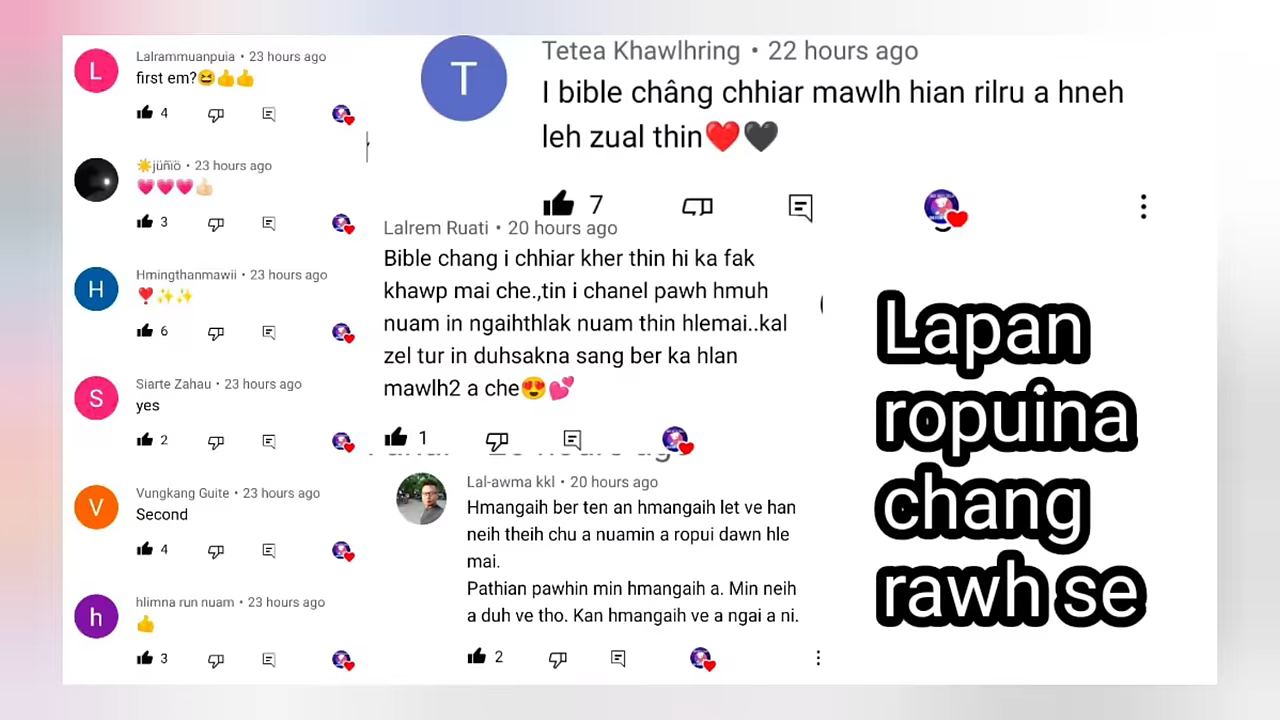 Lalrammuanpuia • 23 hours ago
first em?😆👍👍
4
☀️jüñïö • 23 hours ago
💗💗💗👍🏻
3
Hmingthanmawii • 23 hours ago
❣️✨✨
6
Siarte Zahau • 23 hours ago
yes
2
Vungkang Guite • 23 hours ago
Second
4
hlimna run nuam • 23 hours ago
👍
3
Tetea Khawlhring • 22 hours ago
I bible châng chhiar mawlh hian rilru a hneh
leh zual thin❤️🖤
7
Lalrem Ruati • 20 hours ago
Bible chang i chhiar kher thin hi ka fak
khawp mai che.,tin i chanel pawh hmuh
nuam in ngaihthlak nuam thin hlemai..kal
zel tur in duhsakna sang ber ka hlan
mawlh2 a che😍💕
1
Lal-awma kkl • 20 hours ago
Hmangaih ber ten an hmangaih let ve han
neih theih chu a nuamin a ropui dawn hle
mai.
Pathian pawhin min hmangaih a. Min neih
a duh ve tho. Kan hmangaih ve a ngai a ni.
2
Lapan
ropuina
chang
rawh se
L
H
S
V
h
T